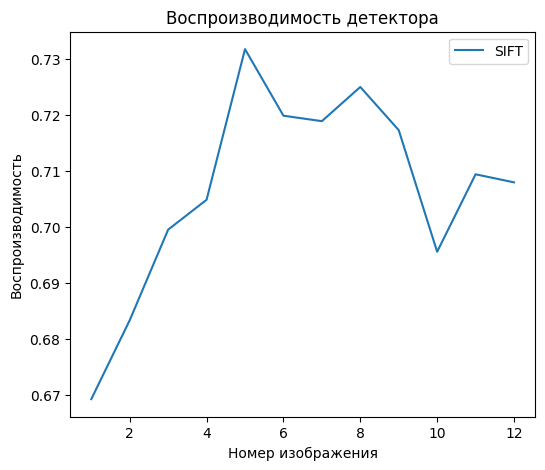 Воспроизводимость детектора
SIFT
Воспроизводимость
0.73
0.72
0.71
0.70
0.69
0.68
0.67
2 4 6 8 10 12
Номер изображения